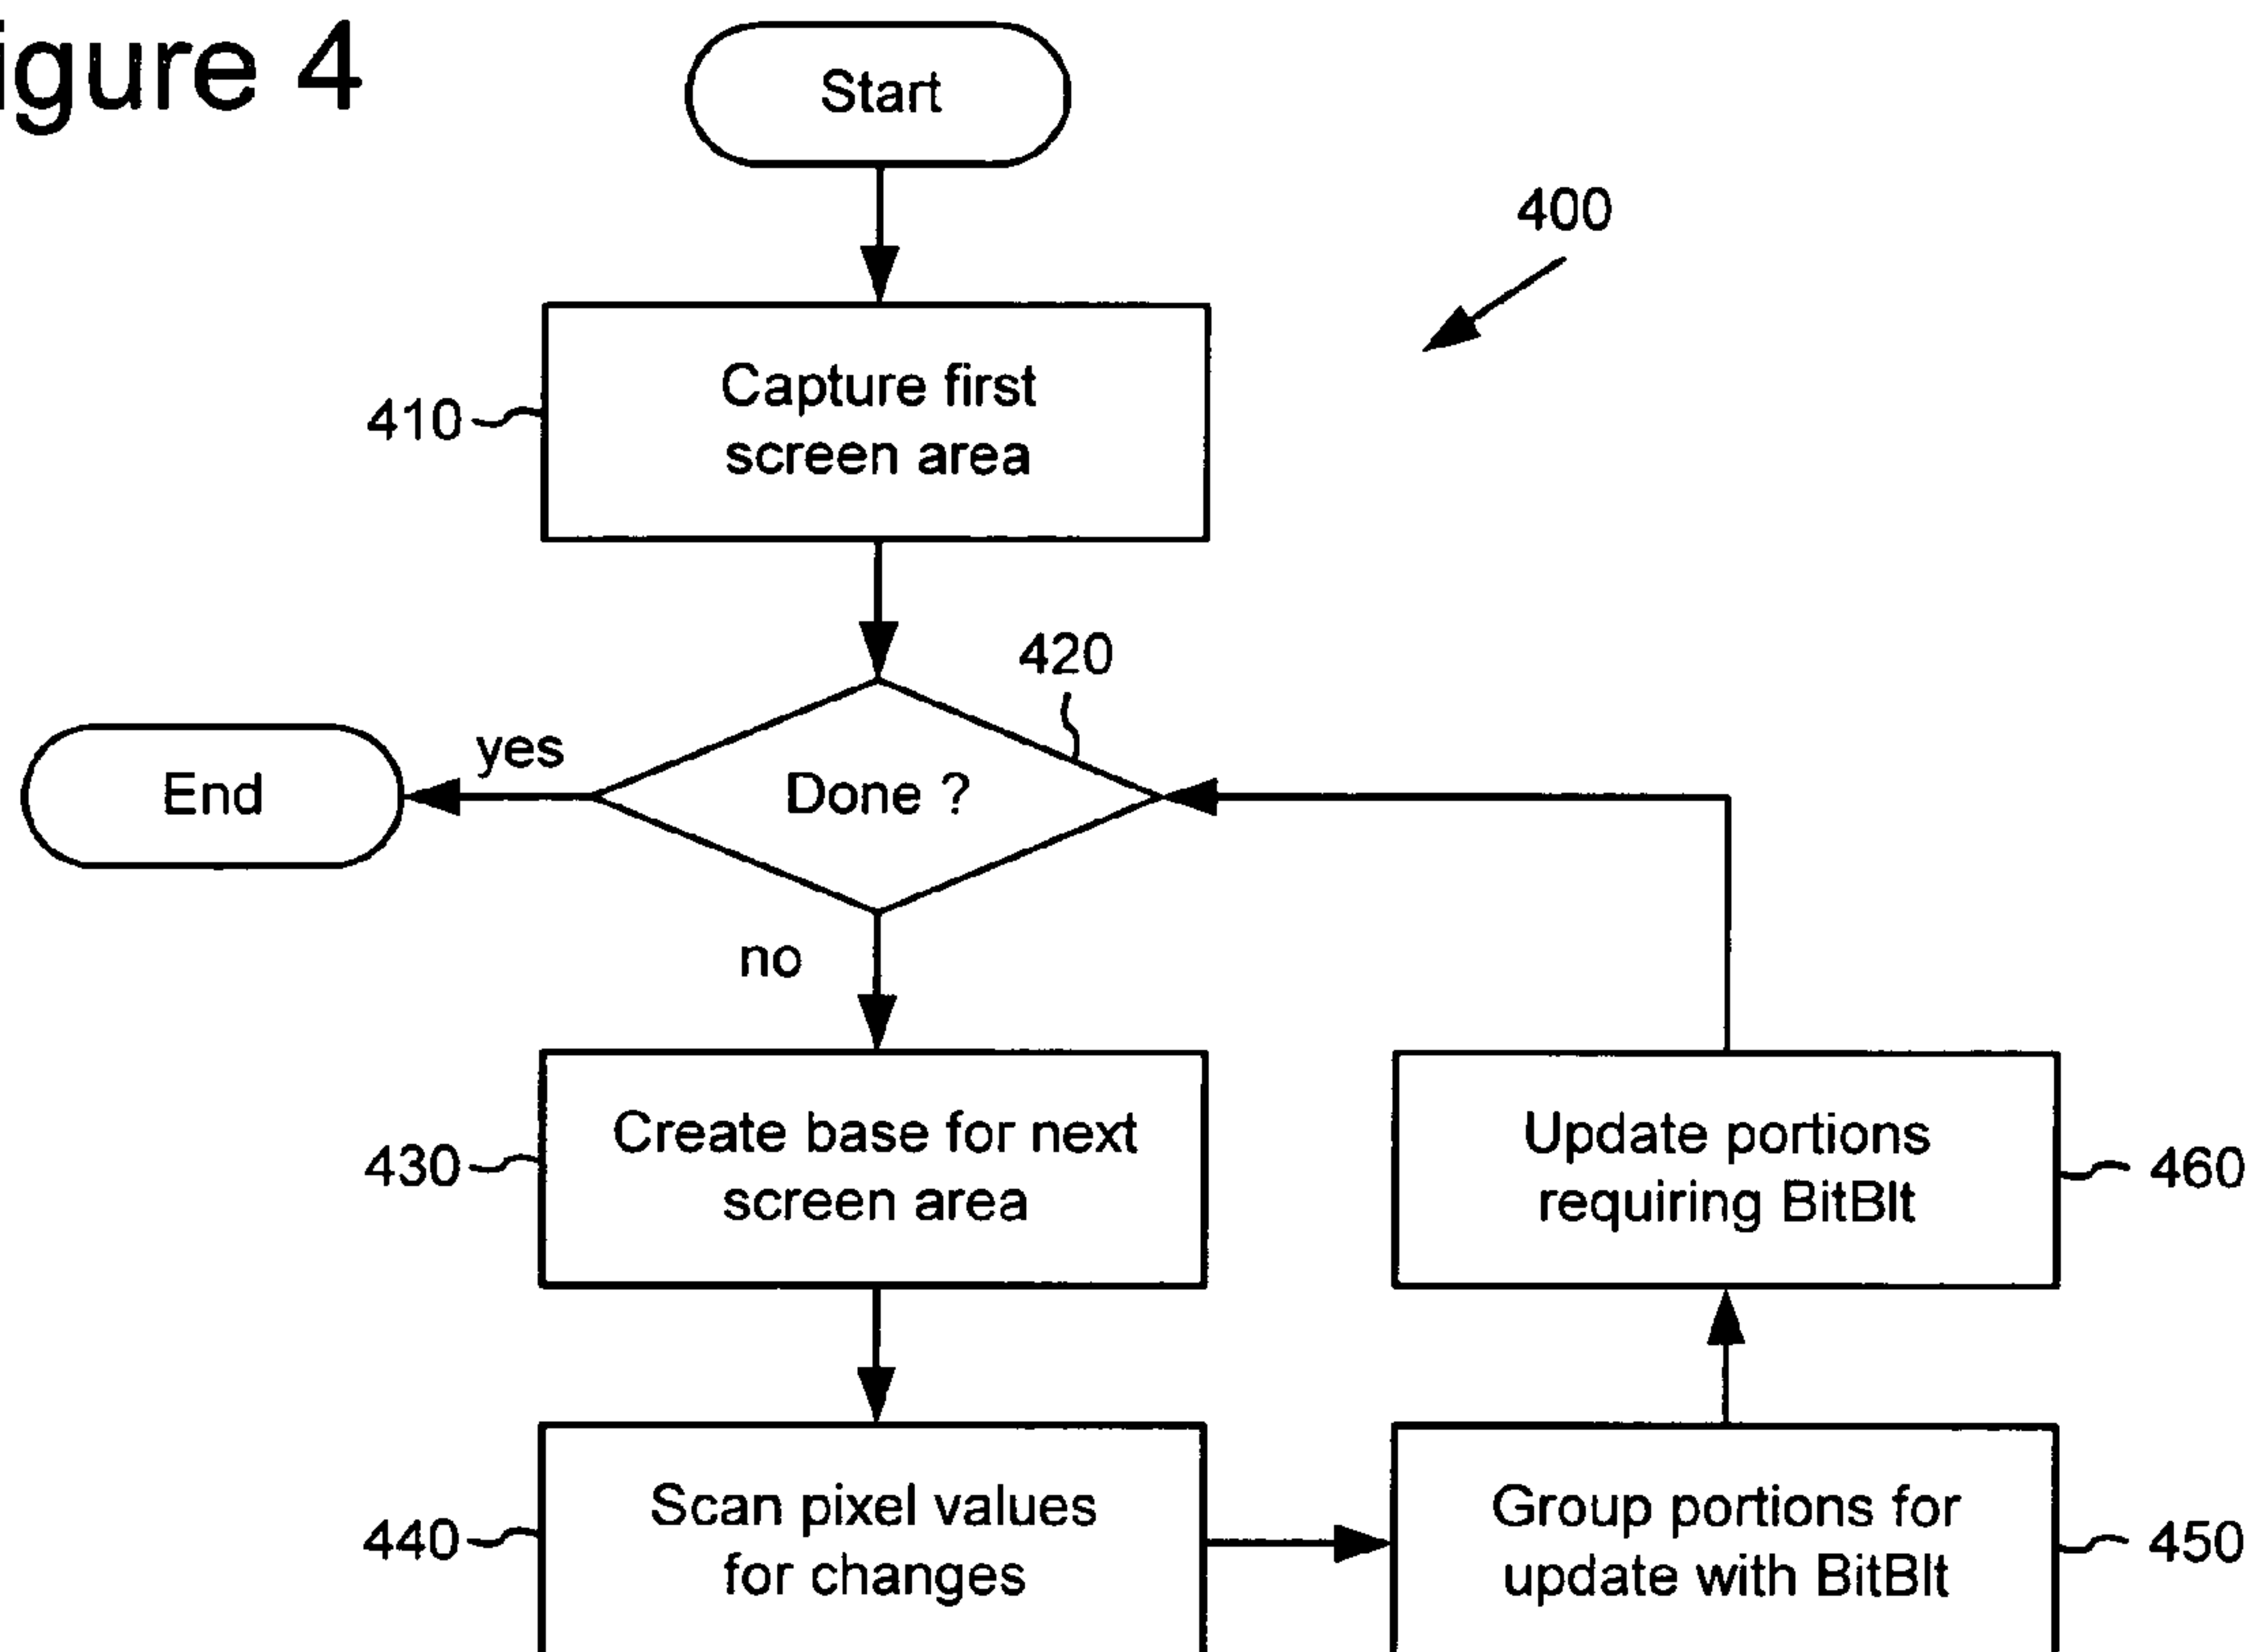 igure 4
Start
400
410
Capture first
screen area
420
yes
End
Done ?
no
430
Create base for next
screen area
Update portions
requiring BitBlt
460
440
Scan pixel values
for changes
Group portions for
update with BitBlt
450